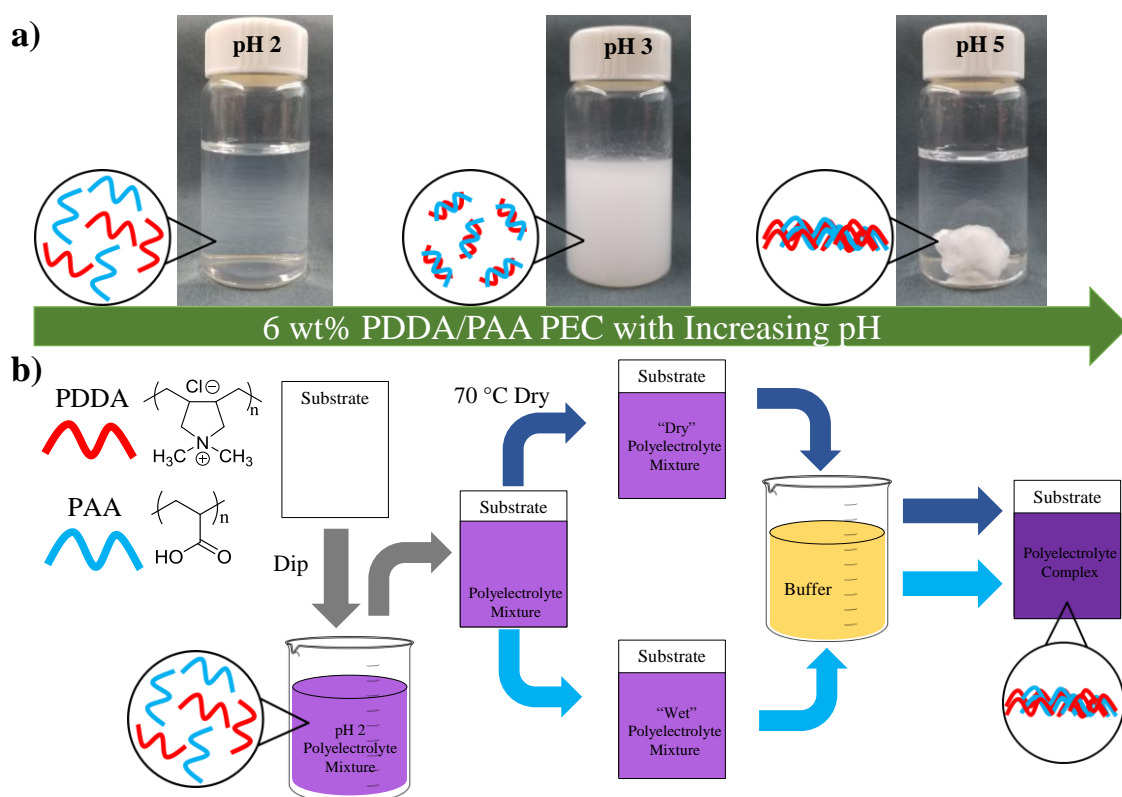 a)
pH 2
pH 3
pH 5
6 wt% PDDA/PAA PEC with Increasing pH
b)
PDDA
Cl ⊖
n
N
⊕
H₃C
CH₃
PAA
n
HO
O
Substrate
Dip
pH 2
Polyelectrolyte
Mixture
Substrate
Polyelectrolyte
Mixture
70 °C Dry
Substrate
“Dry”
Polyelectrolyte
Mixture
Substrate
“Wet”
Polyelectrolyte
Mixture
Buffer
Substrate
Polyelectrolyte
Complex